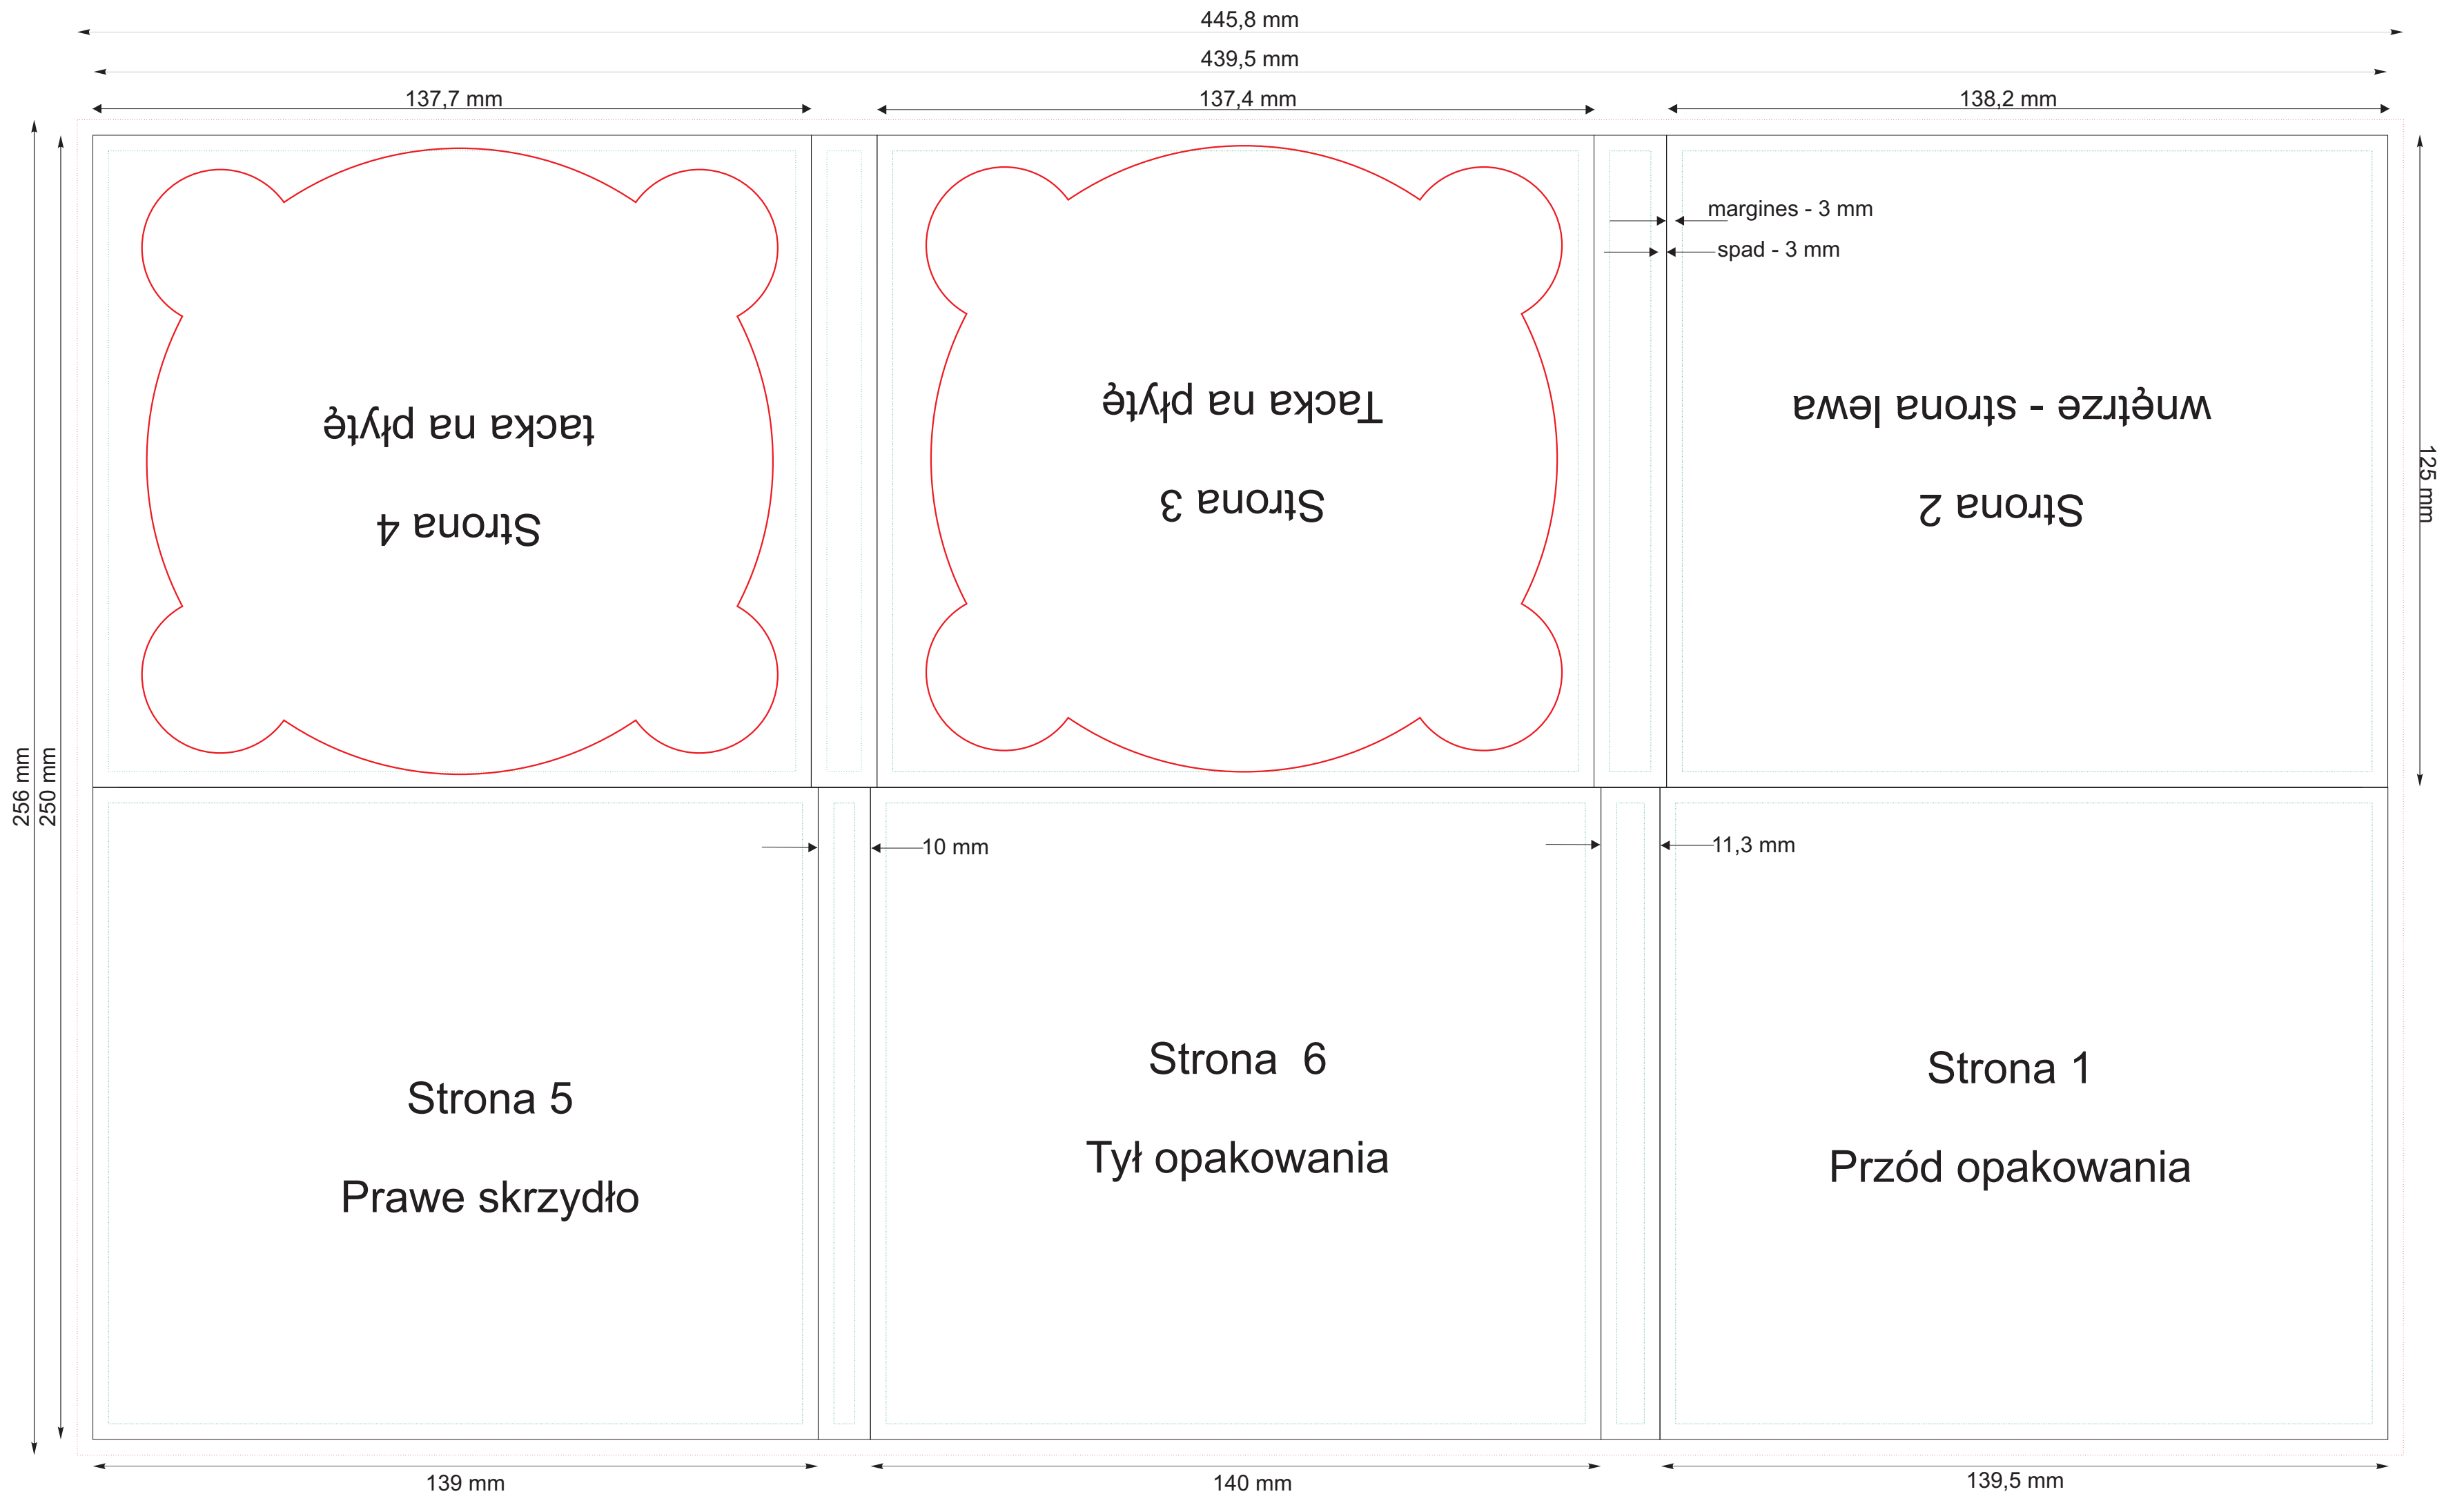 445,8 mm
439,5 mm
137,7 mm
137,4 mm
138,2 mm
margines - 3 mm
spad - 3 mm
Strona 4
tacka na płytę
Strona 3
Tacka na płytę
Strona 2
wnętrze - strona lewa
125 mm
256 mm
250 mm
10 mm
11,3 mm
Strona 5
Prawe skrzydło
Strona 6
Tył opakowania
Strona 1
Przód opakowania
139 mm
140 mm
139,5 mm